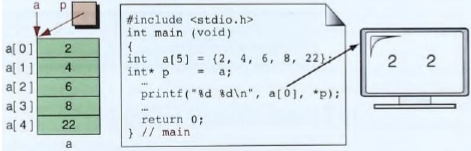 a p
a[0] 2
a[1] 4
a[2] 6
a[3] 8
a[4] 22
a
#include <stdio.h>
int main (void)
{
int a[5] = {2, 4, 6, 8, 22};
int* p = a;
…
printf("%d %d\n", a[0], *p);
…
return 0;
} // main
2 2